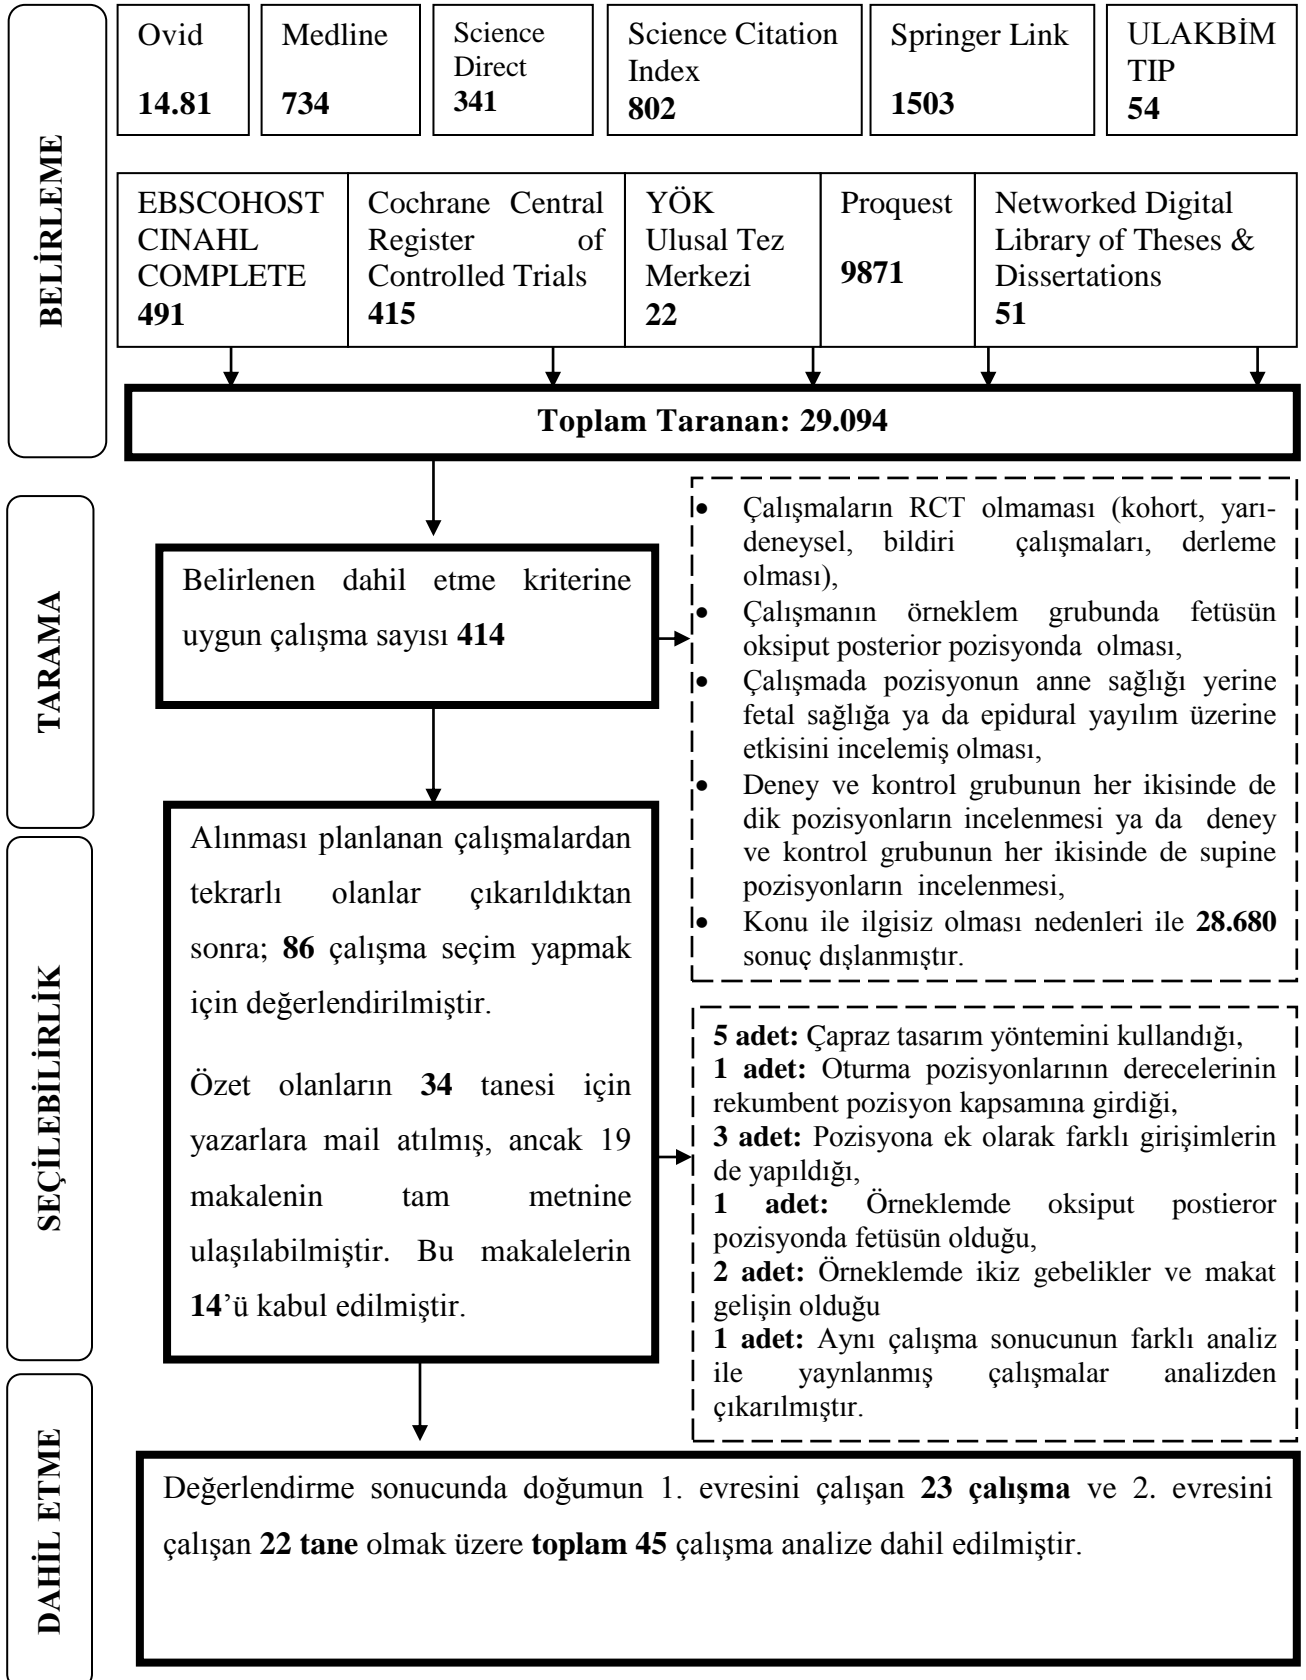 BELİRLEME
Ovid
14.81
Medline
734
Science
Direct
341
Science Citation
Index
802
Springer Link
1503
ULAKBİM
TIP
54
EBSCOHOST
CINAHL
COMPLETE
491
Cochrane Central
Register of
Controlled Trials
415
YÖK
Ulusal Tez
Merkezi
22
Proquest
9871
Networked Digital
Library of Theses &
Dissertations
51
Toplam Taranan: 29.094
TARAMA
Belirlenen dahil etme kriterine
uygun çalışma sayısı 414
• Çalışmaların RCT olmaması (kohort, yarı-
deneysel, bildiri çalışmaları, derleme
olması),
• Çalışmanın örneklem grubunda fetüsün
oksiput posterior pozisyonda olması,
• Çalışmada pozisyonun anne sağlığı yerine
fetal sağlığa ya da epidural yayılım üzerine
etkisini incelemiş olması,
• Deney ve kontrol grubunun her ikisinde de
dik pozisyonların incelenmesi ya da deney
ve kontrol grubunun her ikisinde de supine
pozisyonların incelenmesi,
• Konu ile ilgisiz olması nedenleri ile 28.680
sonuç dışlanmıştır.
SEÇİLEBİLİRLİK
Alınması planlanan çalışmalardan
tekrarlı olanlar çıkarıldıktan
sonra; 86 çalışma seçim yapmak
için değerlendirilmiştir.
Özet olanların 34 tanesi için
yazarlara mail atılmış, ancak 19
makalenin tam metnine
ulaşılabilmiştir. Bu makalelerin
14’ü kabul edilmiştir.
5 adet: Çapraz tasarım yöntemini kullandığı,
1 adet: Oturma pozisyonlarının derecelerinin
rekumbent pozisyon kapsamına girdiği,
3 adet: Pozisyona ek olarak farklı girişimlerin
de yapıldığı,
1 adet: Örneklemde oksiput postieror
pozisyonda fetüsün olduğu,
2 adet: Örneklemde ikiz gebelikler ve makat
gelişin olduğu
1 adet: Aynı çalışma sonucunun farklı analiz
ile yaynlanmış çalışmalar analizden
çıkarılmıştır.
DAHİL ETME
Değerlendirme sonucunda doğumun 1. evresini çalışan 23 çalışma ve 2. evresini
çalışan 22 tane olmak üzere toplam 45 çalışma analize dahil edilmiştir.